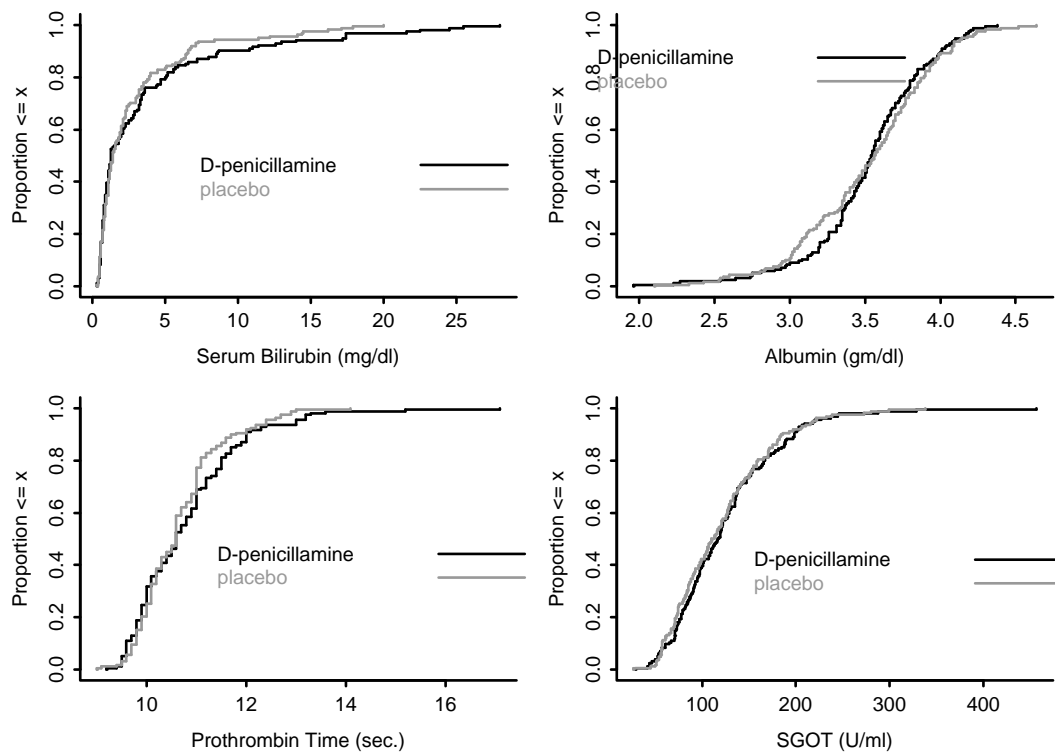 Proportion <= x
1.0
0.8
0.6
0.4
0.2
0.0
D-penicillamine
placebo
0 5 10 15 20 25
Serum Bilirubin (mg/dl)
Proportion <= x
1.0
0.8
0.6
0.4
0.2
0.0
D-penicillamine
placebo
2.0 2.5 3.0 3.5 4.0 4.5
Albumin (gm/dl)
Proportion <= x
1.0
0.8
0.6
0.4
0.2
0.0
D-penicillamine
placebo
10 12 14 16
Prothrombin Time (sec.)
Proportion <= x
1.0
0.8
0.6
0.4
0.2
0.0
D-penicillamine
placebo
100 200 300 400
SGOT (U/ml)